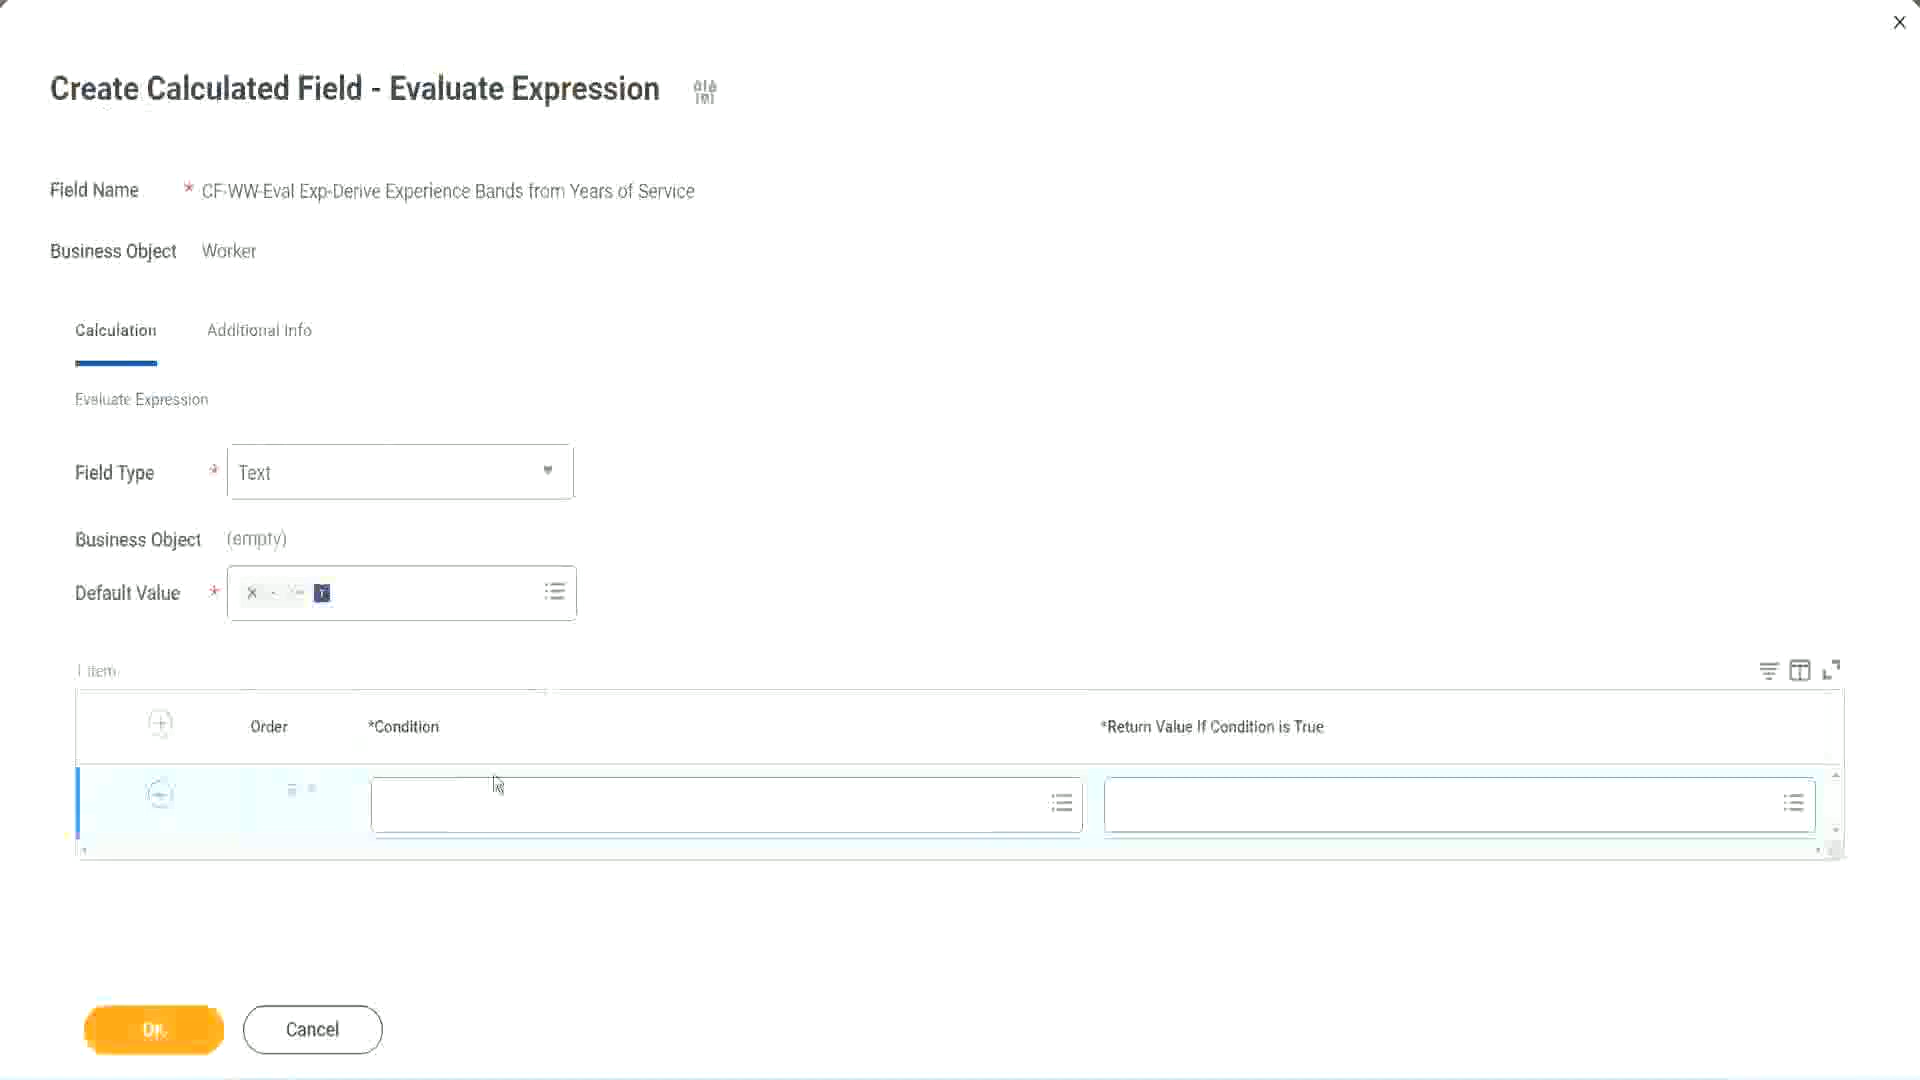 Create Calculated Field - Evaluate Expression
Field Name * CF-WW-Eval Exp-Derive Experience Bands from Years of Service
Business Object Worker
Calculation Additional Info
Evaluate Expression
Field Type * Text
Business Object (empty)
Default Value *
1 item
Order *Condition *Return Value If Condition is True
OK Cancel